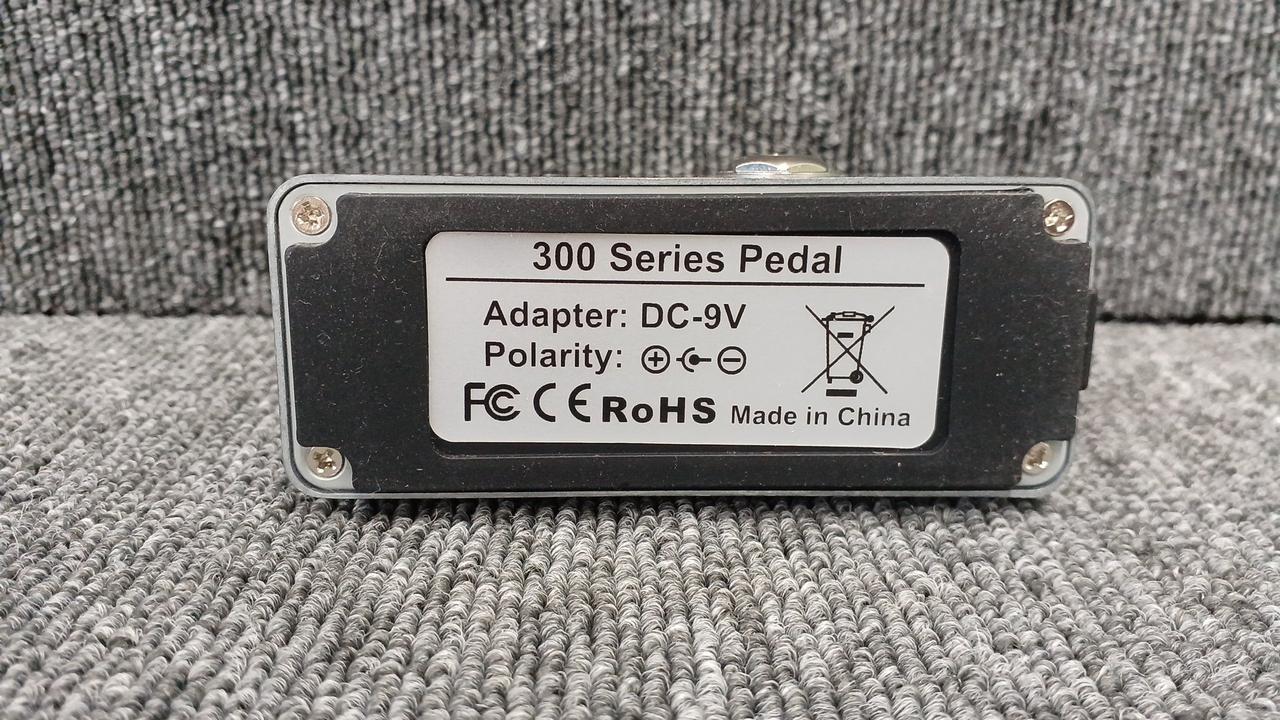 300 Series Pedal
Adapter: DC-9V
Polarity:
FC CE RoHS Made in China